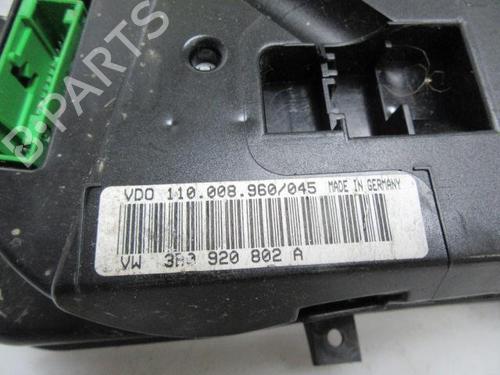 B-PARTS
VDO 110.008.960/045 MADE IN GERMANY
VW 3B0 920 802 A